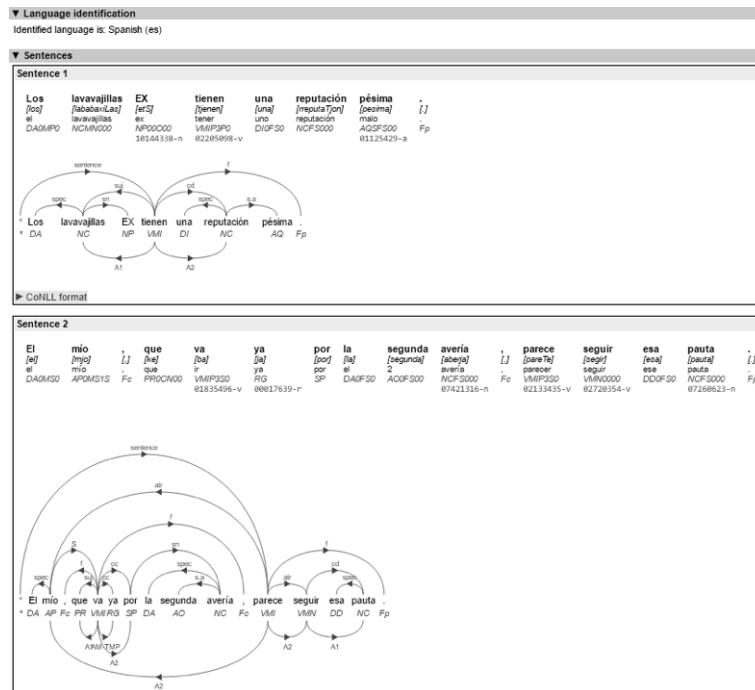 ▼ Language identification
Identified language is: Spanish (es)
▼ Sentences
Sentence 1
Los lavavajillas EX tienen una reputación pésima .
[los] [lababaxiLas] [etS] [tjenen] [una] [rreputaTjon] [pesima] [.]
el lavavajillas ex tener uno reputación malo .
DA0MP0 NCMN000 NP00O00 VMIP3P0 DI0FS0 NCFS000 AQSFS00 Fp
10144338-n 02205098-v 01125429-a
sentence f
suj cd
spec sn spec s.a
* Los lavavajillas EX tienen una reputación pésima .
* DA NC NP VMI DI NC AQ Fp
A1 A2
► CoNLL format
Sentence 2
El mío , que va ya por la segunda avería , parece seguir esa pauta .
[el] [mjo] [,] [ke] [ba] [ja] [por] [la] [segunda] [aberja] [,] [pareTe] [segir] [esa] [pauta] .
el mío , que ir ya por el 2 avería , parecer seguir ese pauta .
DA0MS0 AP0MS1S Fc PR0CN00 VMIP3S0 RG SP DA0FS0 AO0FS00 NCFS000 Fc VMIP3S0 VMN0000 DD0FS0 NCFS000 Fp
01835496-v 00017639-r 07421316-n 02133435-v 02720354-v 07260623-n
sentence
atr
f
S sn f
f cc spec cd
spec suj cc s.a atr spec
* El mío , que va ya por la segunda avería , parece seguir esa pauta .
* DA AP Fc PR VMI RG SP DA AO NC Fc VMI VMN DD NC Fp
A1 AM-TMP A2 A1
A2
A2